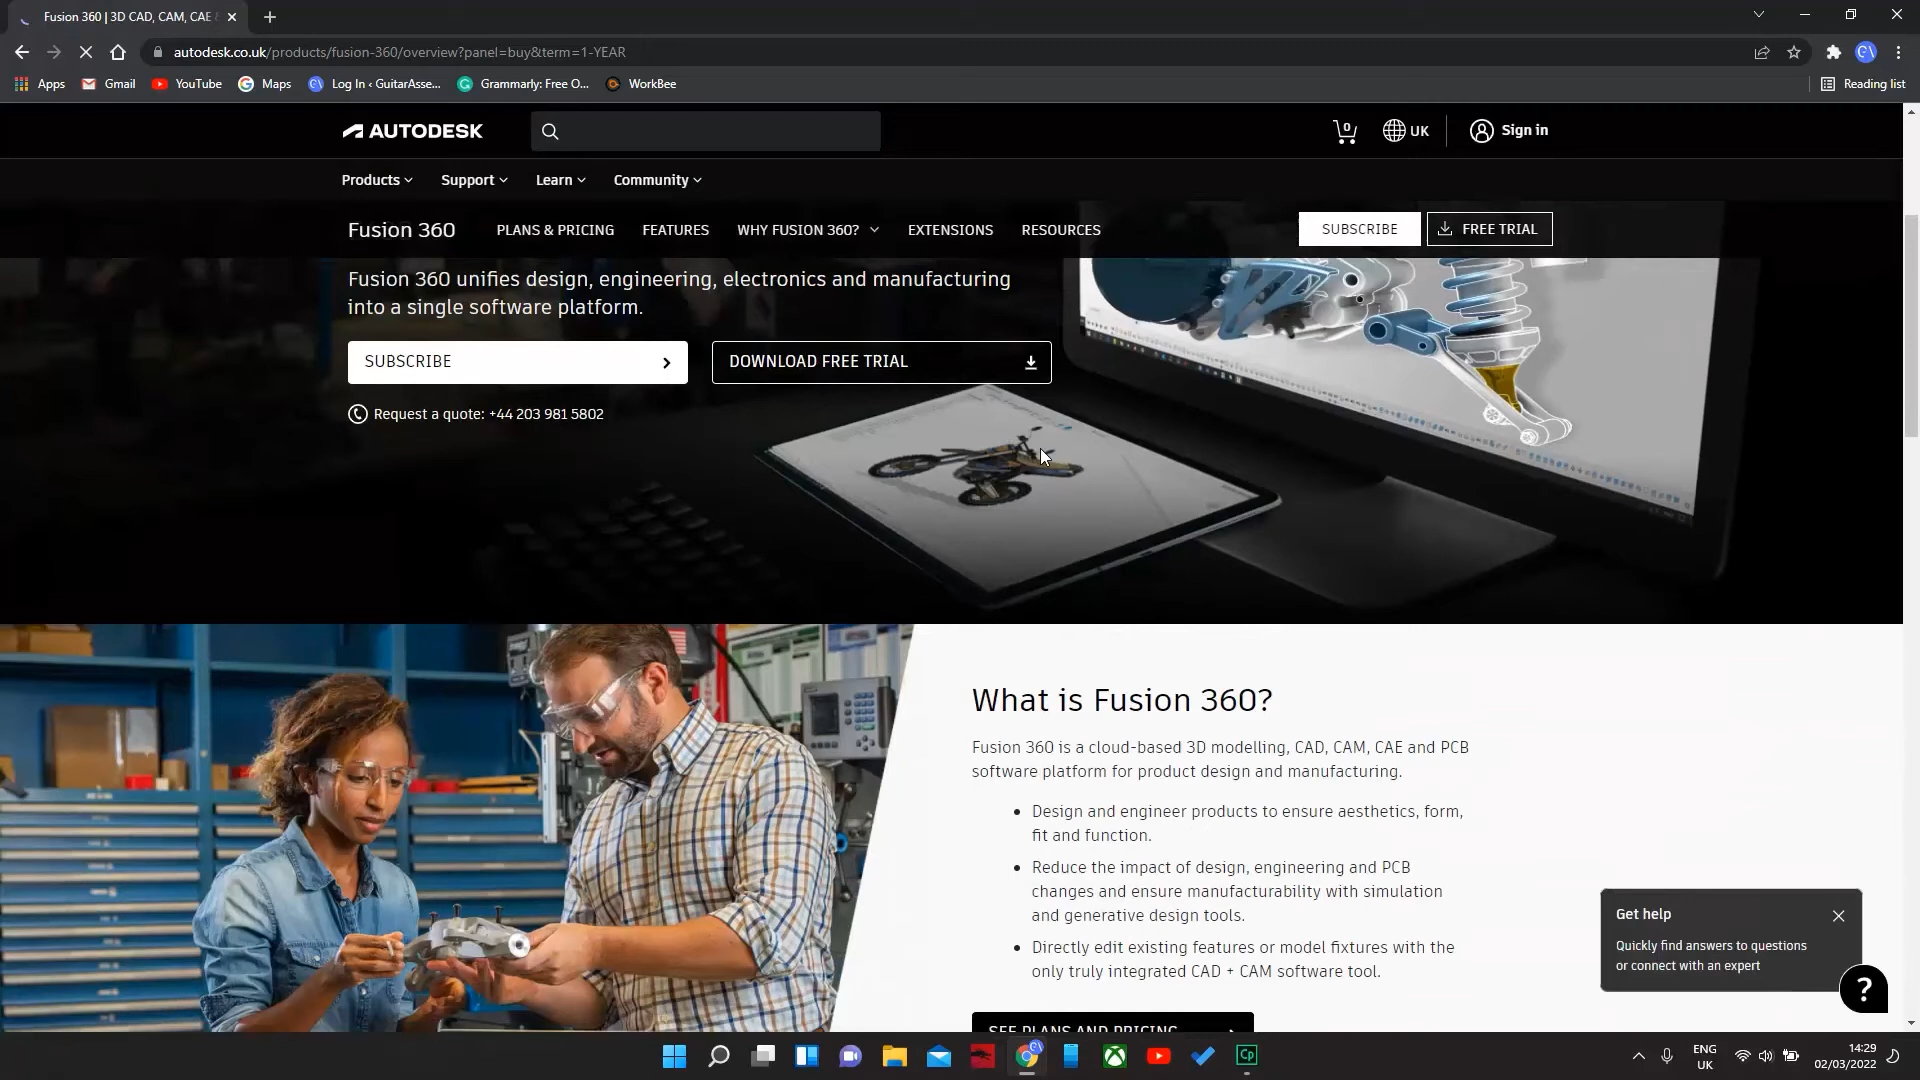 Fusion 360 | 3D CAD, CAM, CAE &
autodesk.co.uk/products/fusion-360/overview?panel=buy&term=1-YEAR
Apps Gmail YouTube Maps Log In ‹ GuitarAsse... Grammarly: Free O... WorkBee Reading list
AUTODESK 0 UK Sign in
Products Support Learn Community
Fusion 360 PLANS & PRICING FEATURES WHY FUSION 360? EXTENSIONS RESOURCES SUBSCRIBE FREE TRIAL
Fusion 360 unifies design, engineering, electronics and manufacturing
into a single software platform.
SUBSCRIBE DOWNLOAD FREE TRIAL
Request a quote: +44 203 981 5802
What is Fusion 360?
Fusion 360 is a cloud-based 3D modelling, CAD, CAM, CAE and PCB
software platform for product design and manufacturing.
• Design and engineer products to ensure aesthetics, form,
fit and function.
• Reduce the impact of design, engineering and PCB
changes and ensure manufacturability with simulation
and generative design tools.
• Directly edit existing features or model fixtures with the
only truly integrated CAD + CAM software tool.
SEE PLANS AND PRICING
Get help
Quickly find answers to questions
or connect with an expert
?
Cp
ENG
UK
14:29
02/03/2022